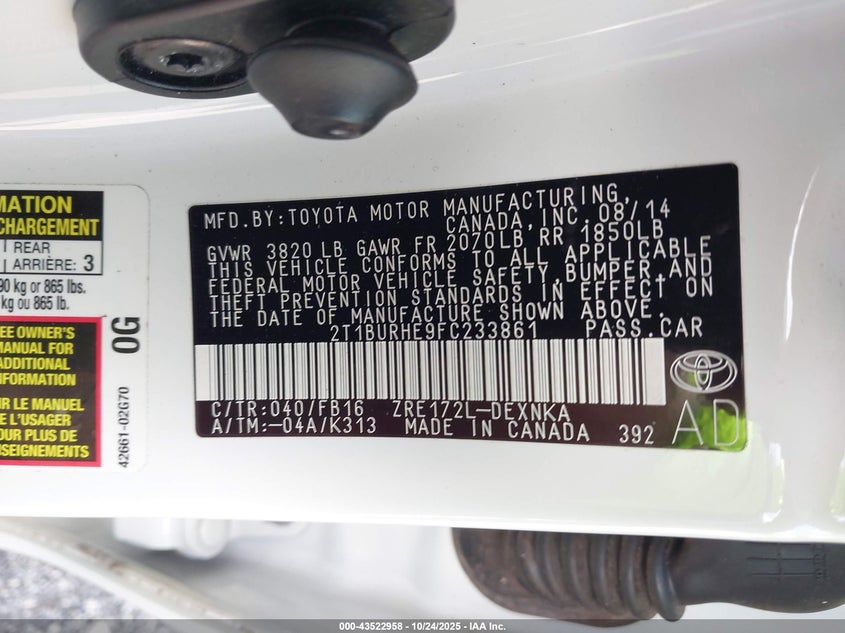 MATION
CHARGEMENT
REAR
ARRIÈRE: 3
90 kg or 865 lbs.
kg ou 865 lb.
EE OWNER'S
MANUAL FOR
ADDITIONAL
INFORMATION
LE MANUEL
DE L'USAGER
POUR PLUS DE
42661-02G70
0G
MFD.BY:TOYOTA MOTOR MANUFACTURING,
CANADA,INC. 08/14
GVWR 3820 LB GAWR FR 2070LB RR 1850LB
THIS VEHICLE CONFORMS TO ALL APPLICABLE
FEDERAL MOTOR VEHICLE SAFETY,BUMPER,AND
THEFT PREVENTION STANDARDS IN EFFECT ON
THE DATE OF MANUFACTURE SHOWN ABOVE.
2T1BURHE9FC233861 PASS.CAR
C/TR:040/FB16 ZRE172L-DEXNKA
A/TM:-04A/K313 MADE IN CANADA 392
AD
000-43522958 - 10/24/2025 - IAA Inc.